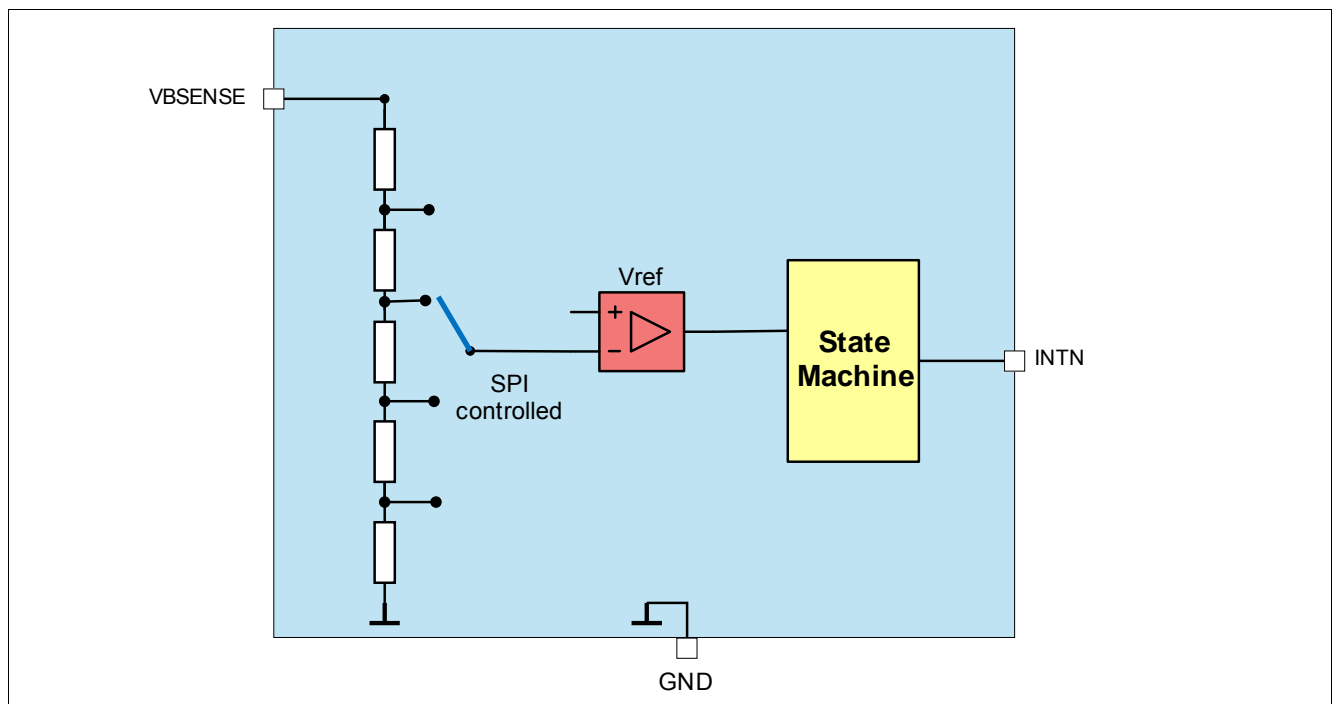 VBSENSE
Vref
+
−
SPI
controlled
State
Machine
INTN
GND